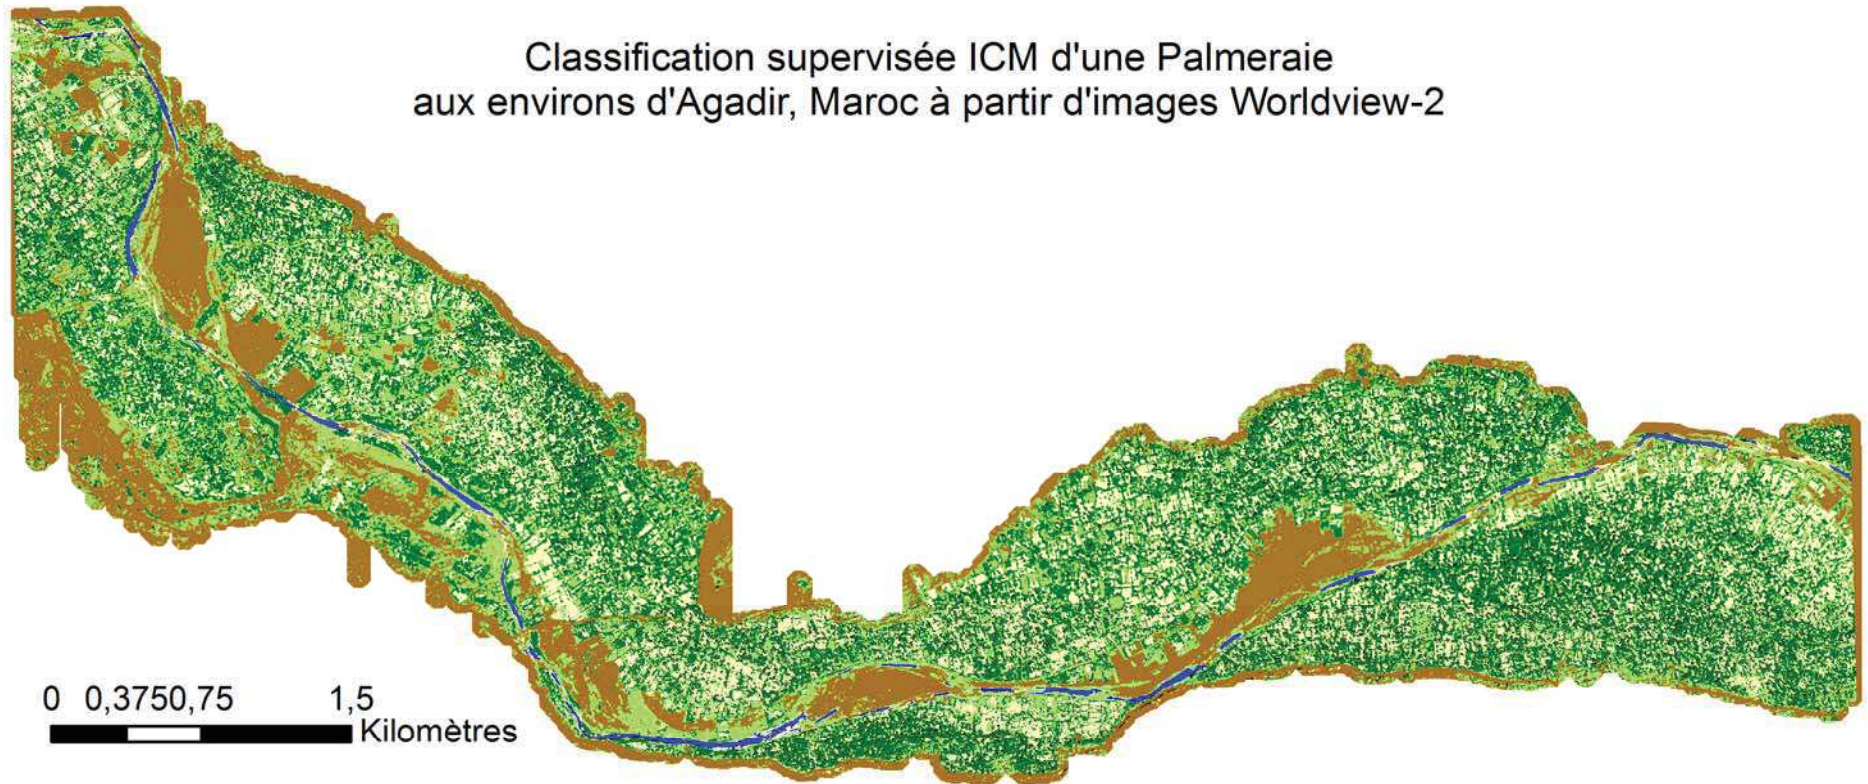 Classification supervisée ICM d'une Palmeraie
aux environs d'Agadir, Maroc à partir d'images Worldview-2
0 0,3750,75 1,5
Kilomètres